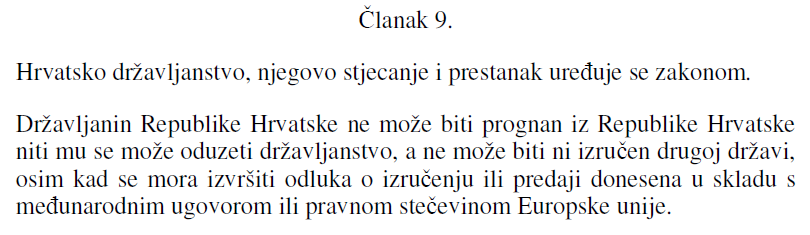 Članak 9.
Hrvatsko državljanstvo, njegovo stjecanje i prestanak uređuje se zakonom.
Državljanin Republike Hrvatske ne može biti prognan iz Republike Hrvatske
niti mu se može oduzeti državljanstvo, a ne može biti ni izručen drugoj državi,
osim kad se mora izvršiti odluka o izručenju ili predaji donesena u skladu s
međunarodnim ugovorom ili pravnom stečevinom Europske unije.